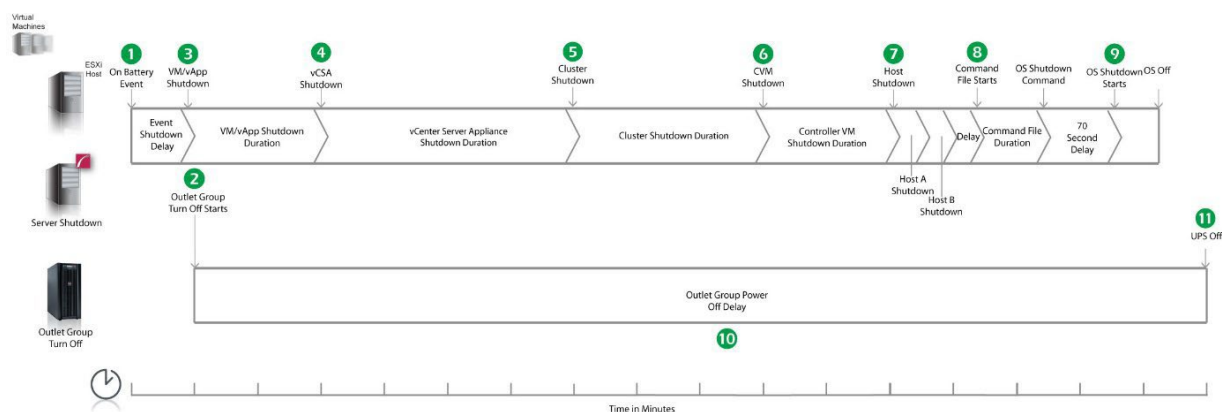 Virtual
Machines
ESXi
Host
1
On Battery
Event
3
VM/vApp
Shutdown
4
vCSA
Shutdown
5
Cluster
Shutdown
6
CVM
Shutdown
7
Host
Shutdown
8
Command
File Starts
OS Shutdown
Command
9
OS Shutdown
Starts
OS Off
Event
Shutdown
Delay
VM/vApp Shutdown
Duration
vCenter Server Appliance
Shutdown Duration
Cluster Shutdown Duration
Controller VM
Shutdown Duration
Delay
Command File
Duration
70
Second
Delay
Host A
Shutdown
Host B
Shutdown
2
Outlet Group
Turn Off Starts
Server Shutdown
11
UPS Off
Outlet Group Power
Off Delay
10
Outlet Group
Turn Off
Time in Minutes